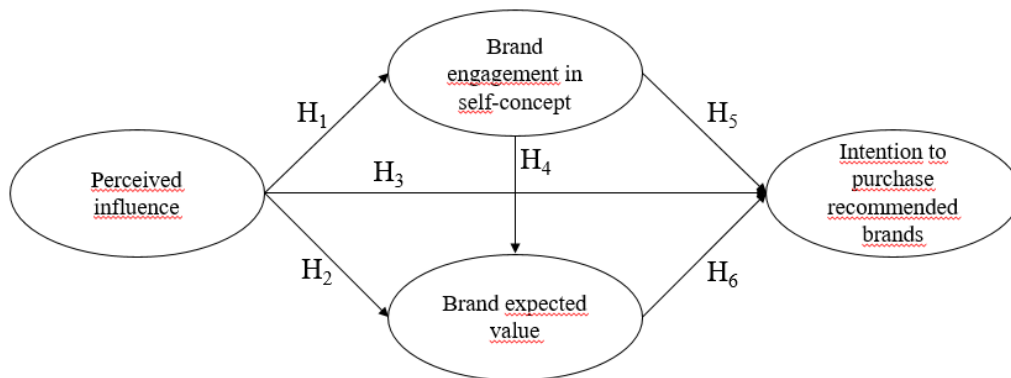 Brand
engagement in
self-concept
H₁
H₅
Perceived
influence
H₃
H₄
Intention to
purchase
recommended
brands
H₂
H₆
Brand expected
value